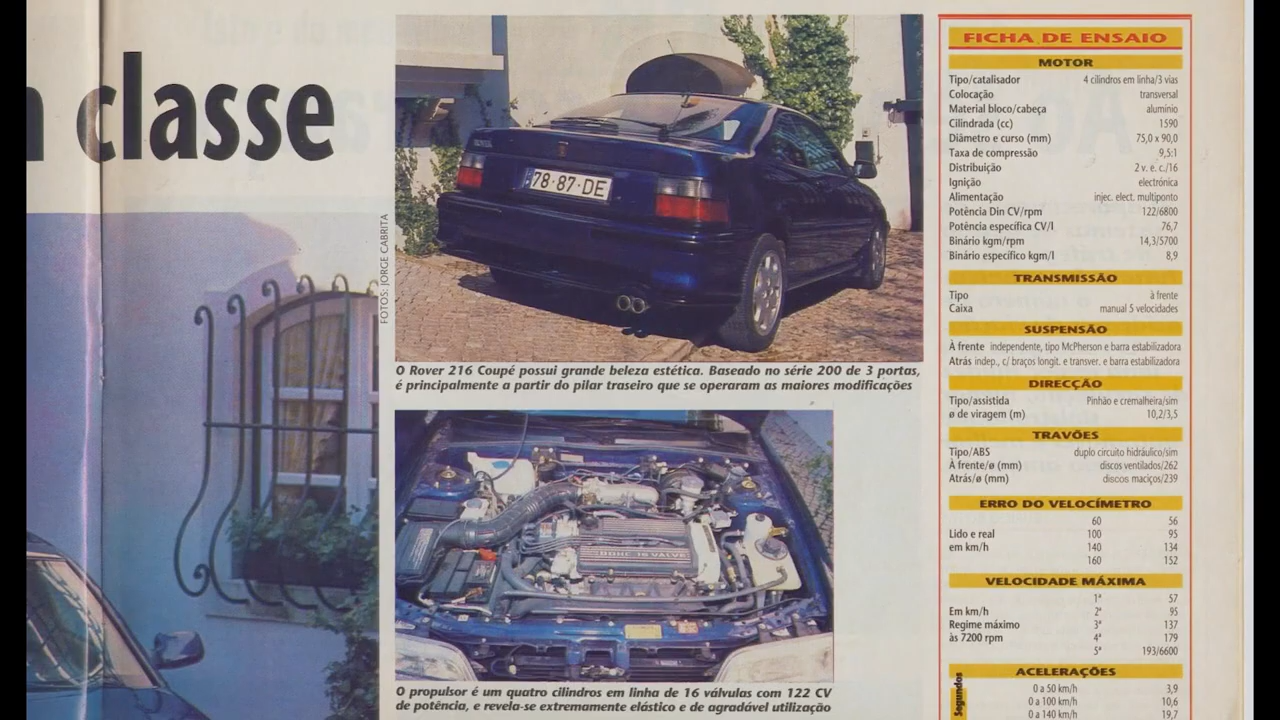 classe
FOTOS: JORGE CABRITA
78·87·DE
O Rover 216 Coupé possui grande beleza estética. Baseado no série 200 de 3 portas,
é principalmente a partir do pilar traseiro que se operaram as maiores modificações
DOHC 16 VALVE
O propulsor é um quatro cilindros em linha de 16 válvulas com 122 CV
de potência, e revela-se extremamente elástico e de agradável utilização
FICHA DE ENSAIO
MOTOR
Tipo/catalisador 4 cilindros em linha/3 vias
Colocação transversal
Material bloco/cabeça alumínio
Cilindrada (cc) 1590
Diâmetro e curso (mm) 75,0 x 90,0
Taxa de compressão 9,5:1
Distribuição 2 v. e. c./16
Ignição electrónica
Alimentação injec. elect. multiponto
Potência Din CV/rpm 122/6800
Potência específica CV/l 76,7
Binário kgm/rpm 14,3/5700
Binário específico kgm/l 8,9
TRANSMISSÃO
Tipo à frente
Caixa manual 5 velocidades
SUSPENSÃO
À frente independente, tipo McPherson e barra estabilizadora
Atrás indep., c/ braços longit. e transver. e barra estabilizadora
DIRECÇÃO
Tipo/assistida Pinhão e cremalheira/sim
ø de viragem (m) 10,2/3,5
TRAVÕES
Tipo/ABS duplo circuito hidráulico/sim
À frente/ø (mm) discos ventilados/262
Atrás/ø (mm) discos maciços/239
ERRO DO VELOCÍMETRO
60 56
Lido e real 100 95
em km/h 140 134
160 152
VELOCIDADE MÁXIMA
1ª 57
Em km/h 2ª 95
Regime máximo 3ª 137
às 7200 rpm 4ª 179
5ª 193/6600
ACELERAÇÕES
Segundos
0 a 50 km/h 3,9
0 a 100 km/h 10,6
0 a 140 km/h 19,7